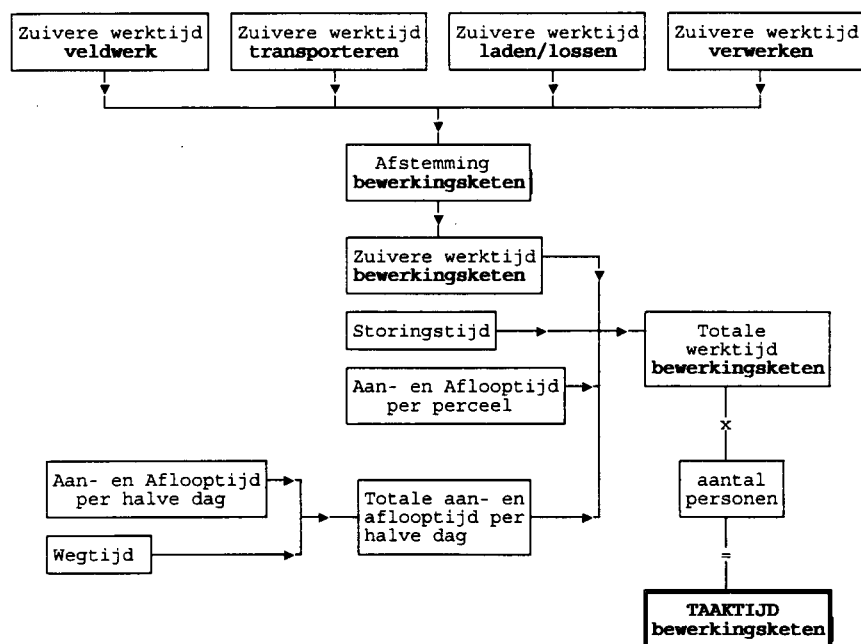 Zuivere werktijd
veldwerk
Zuivere werktijd
transporteren
Zuivere werktijd
laden/lossen
Zuivere werktijd
verwerken
Afstemming
bewerkingsketen
Zuivere werktijd
bewerkingsketen
Storingstijd
Totale
werktijd
bewerkingsketen
Aan- en Aflooptijd
per perceel
x
Aan- en Aflooptijd
per halve dag
Totale aan- en
aflooptijd per
halve dag
aantal
personen
Wegtijd
=
TAAKTIJD
bewerkingsketen